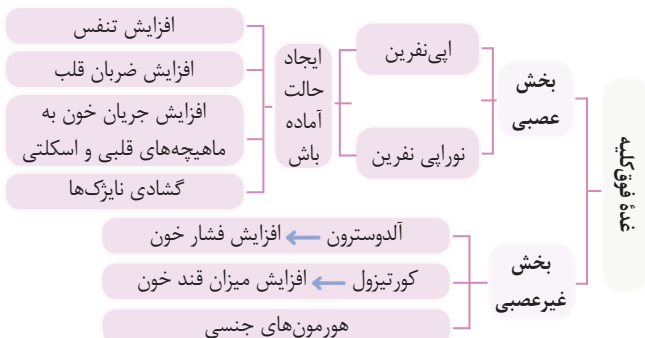 غدهٔ فوق‌کلیه
بخش
عصبی
اپی‌نفرین
نوراپی نفرین
ایجاد
حالت
آماده
باش
افزایش تنفس
افزایش ضربان قلب
افزایش جریان خون به
ماهیچه‌های قلبی و اسکلتی
گشادی نایژک‌ها
بخش
غیرعصبی
آلدوسترون ← افزایش فشار خون
کورتیزول ← افزایش میزان قند خون
هورمون‌های جنسی